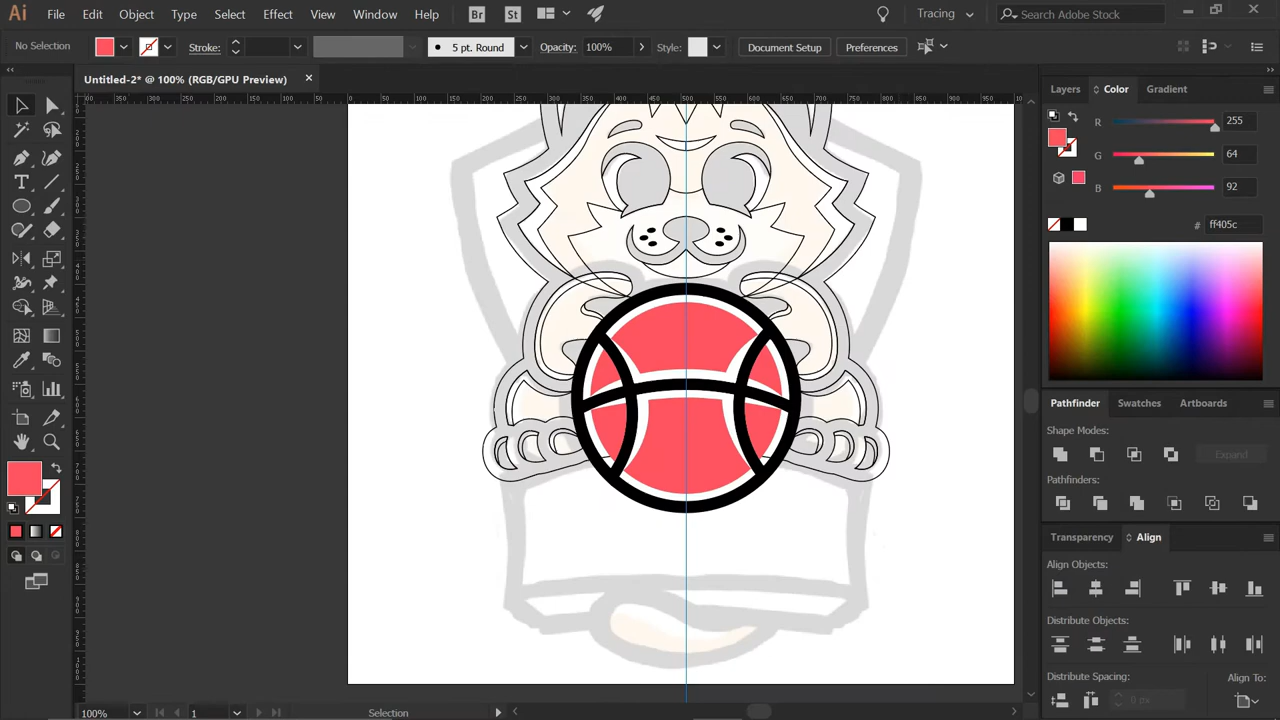 Ai File Edit Object Type Select Effect View Window Help Br St Tracing Search Adobe Stock
No Selection Stroke: 5 pt. Round Opacity: 100% Style: Document Setup Preferences
Untitled-2* @ 100% (RGB/GPU Preview)
Layers Color Gradient
R 255
G 64
B 92
# ff405c
Pathfinder Swatches Artboards
Shape Modes:
Expand
Pathfinders:
Transparency Align
Align Objects:
Distribute Objects:
Distribute Spacing: Align To:
0 px
100% 1 Selection